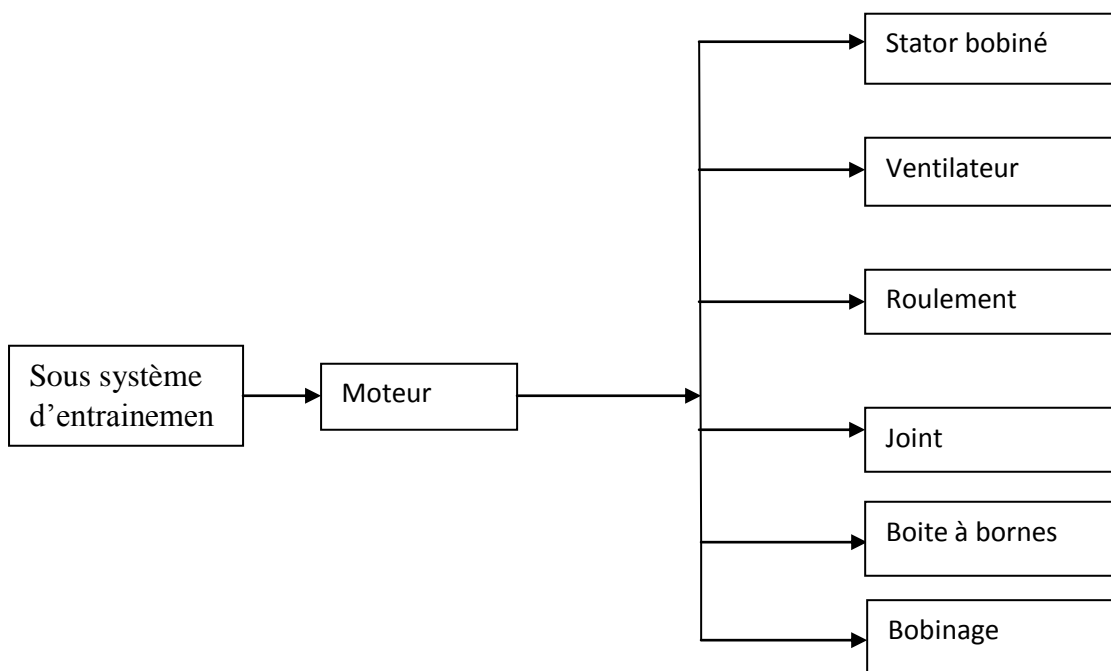 Stator bobiné
Ventilateur
Roulement
Sous système
d’entrainemen
Moteur
Joint
Boite à bornes
Bobinage